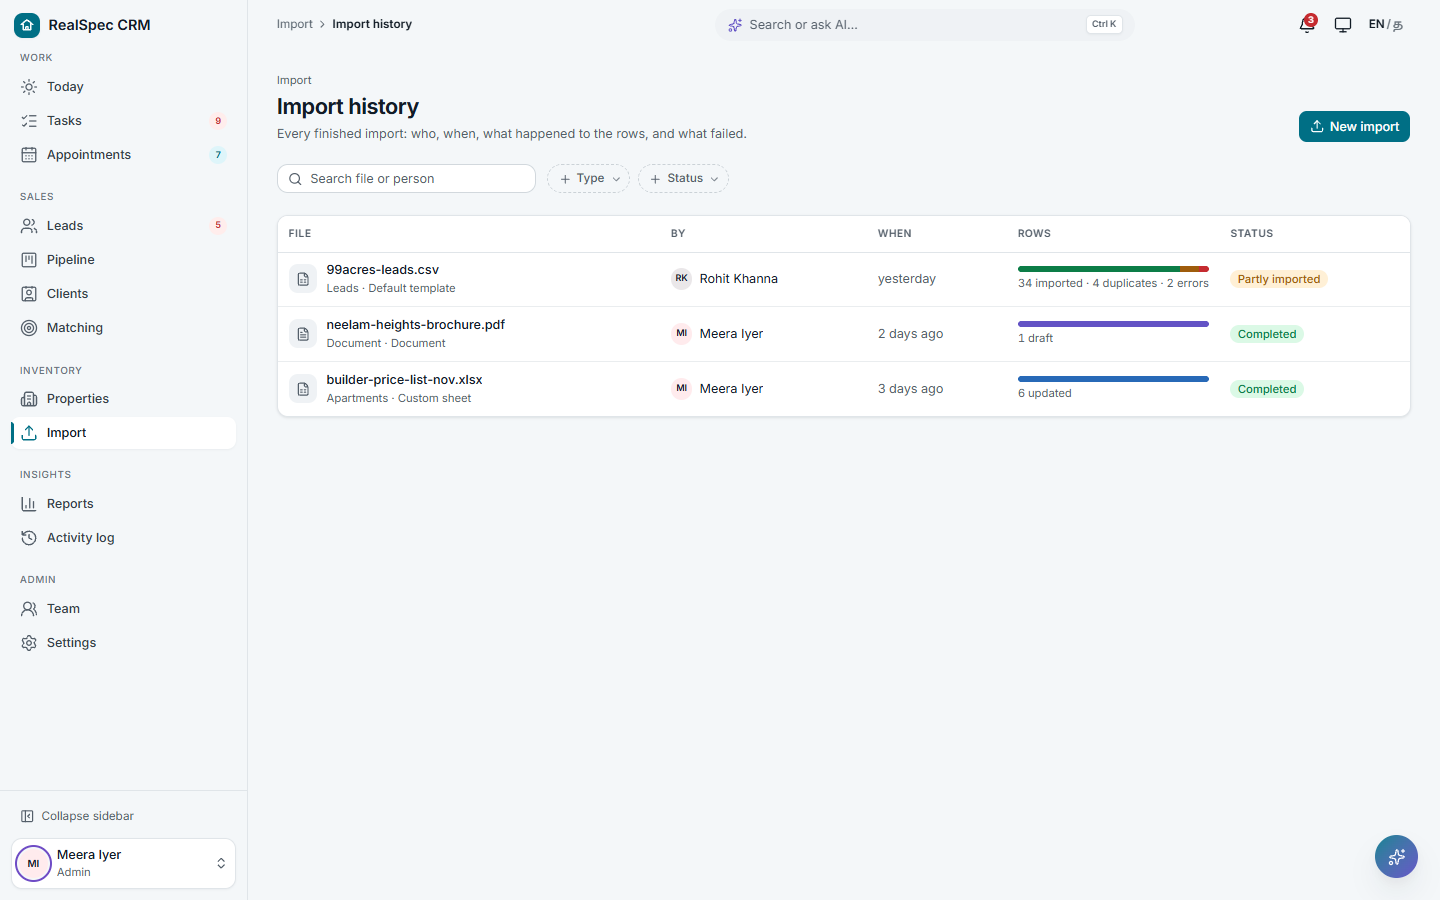 RealSpec CRM
WORK
Today
Tasks 9
Appointments 7
SALES
Leads 5
Pipeline
Clients
Matching
INVENTORY
Properties
Import
INSIGHTS
Reports
Activity log
ADMIN
Team
Settings
Collapse sidebar
MI
Meera Iyer
Admin
Import > Import history
Search or ask AI...
Ctrl K
3
EN / த
Import
Import history
Every finished import: who, when, what happened to the rows, and what failed.
New import
Search file or person
+ Type
+ Status
FILE BY WHEN ROWS STATUS
99acres-leads.csv
Leads · Default template
RK Rohit Khanna
yesterday
34 imported · 4 duplicates · 2 errors
Partly imported
neelam-heights-brochure.pdf
Document · Document
MI Meera Iyer
2 days ago
1 draft
Completed
builder-price-list-nov.xlsx
Apartments · Custom sheet
MI Meera Iyer
3 days ago
6 updated
Completed